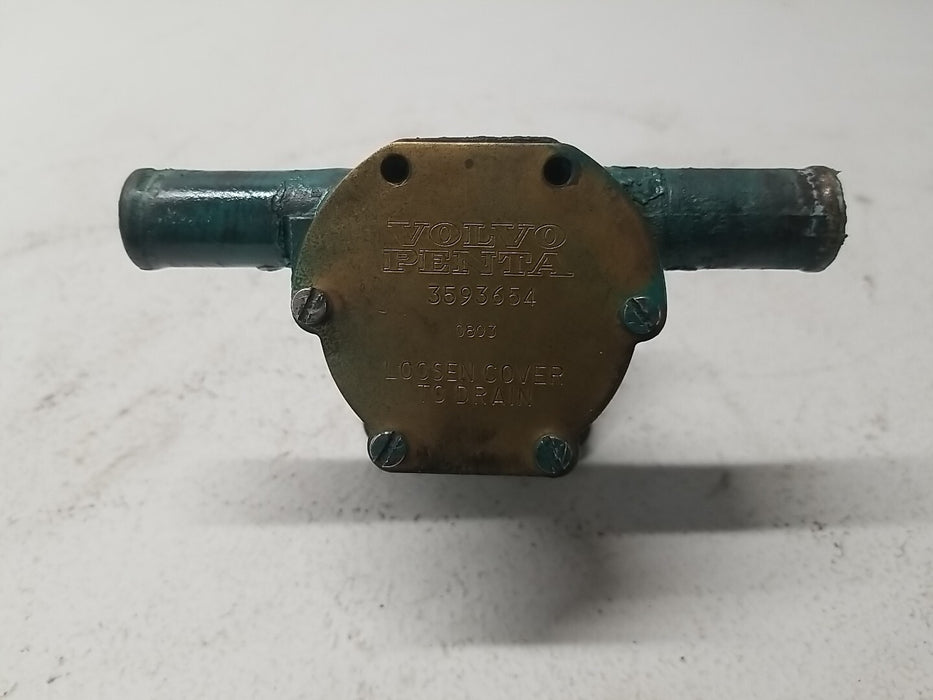 VOLVO
PENTA
3593654
0803
LOOSEN COVER
TO DRAIN